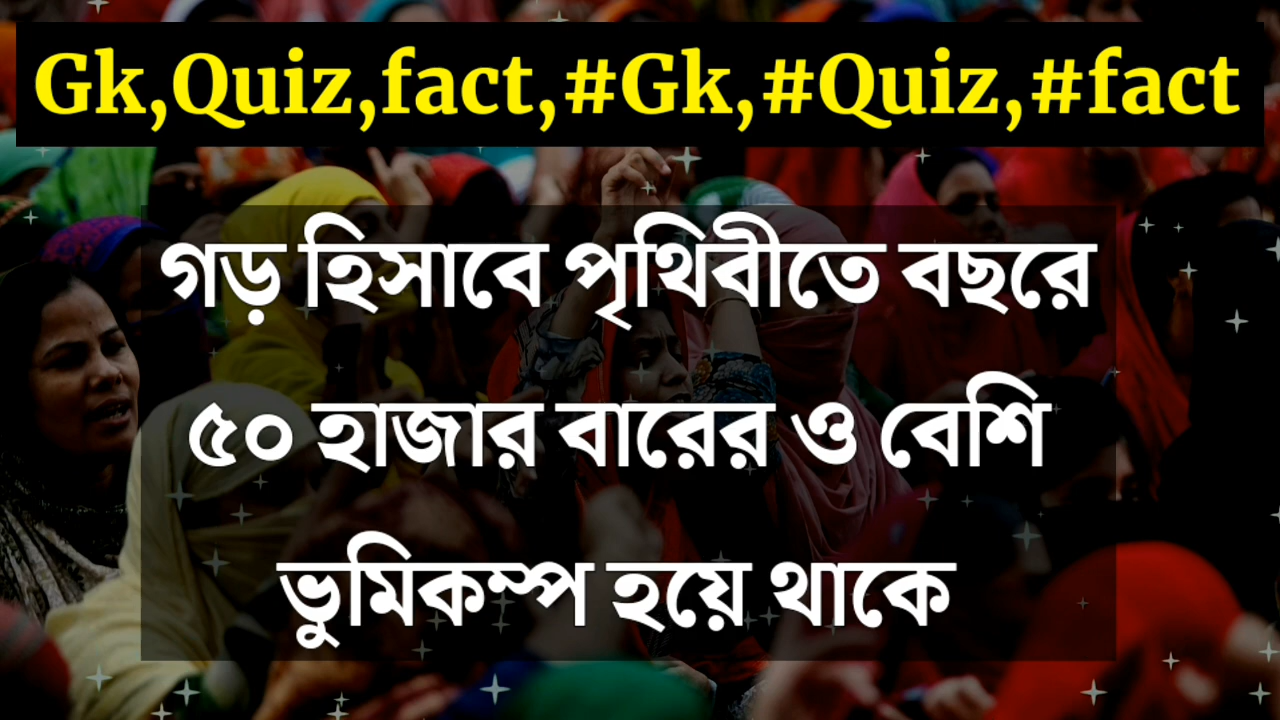 Gk,Quiz,fact,#Gk,#Quiz,#fact
গড় হিসাবে পৃথিবীতে বছরে
৫০ হাজার বারের ও বেশি
ভুমিকম্প হয়ে থাকে